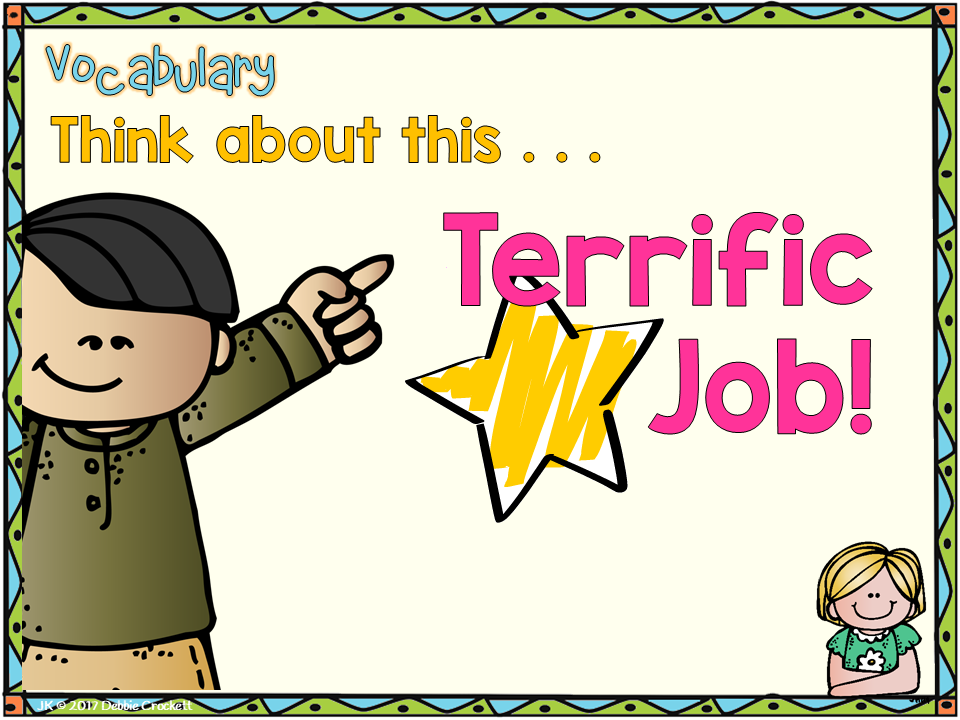 Vocabulary
Think about this . . .
Terrific
Job!
JK © 2017 Debbie Crockett